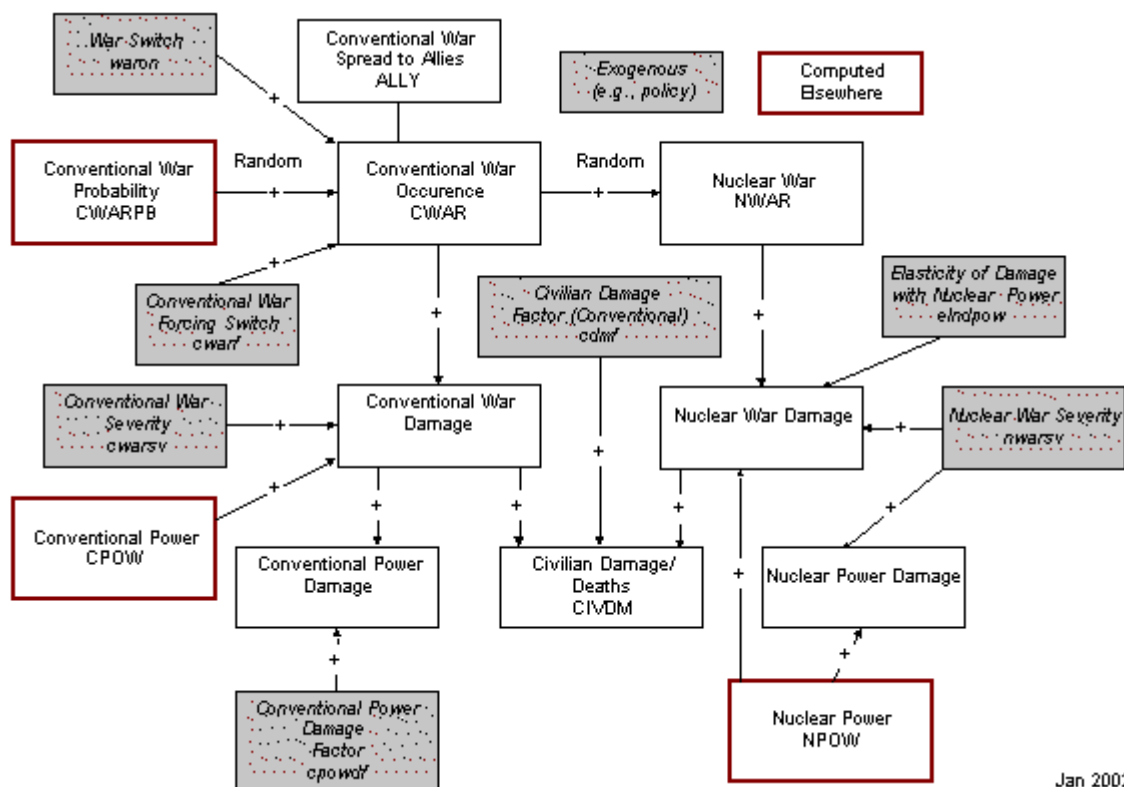 War Switch
waron
Conventional War
Spread to Allies
ALLY
Exogenous
(e.g., policy)
Computed
Elsewhere
+
Conventional War
Probability
CWARPB
Random
+
Conventional War
Occurence
CWAR
Random
+
Nuclear War
NWAR
+
Conventional War
Forcing Switch
cwarf
+
Civilian Damage
Factor (Conventional)
cdmf
+
Elasticity of Damage
with Nuclear Power
elndpow
Conventional War
Severity
cwarsv
+
Conventional War
Damage
+
Nuclear War Damage
+
Nuclear War Severity
nwarsv
+
Conventional Power
CPOW
+
+
+
+
Conventional Power
Damage
Civilian Damage/
Deaths
CIVDM
+
Nuclear Power Damage
+
+
Conventional Power
Damage
Factor
cpowdf
Nuclear Power
NPOW